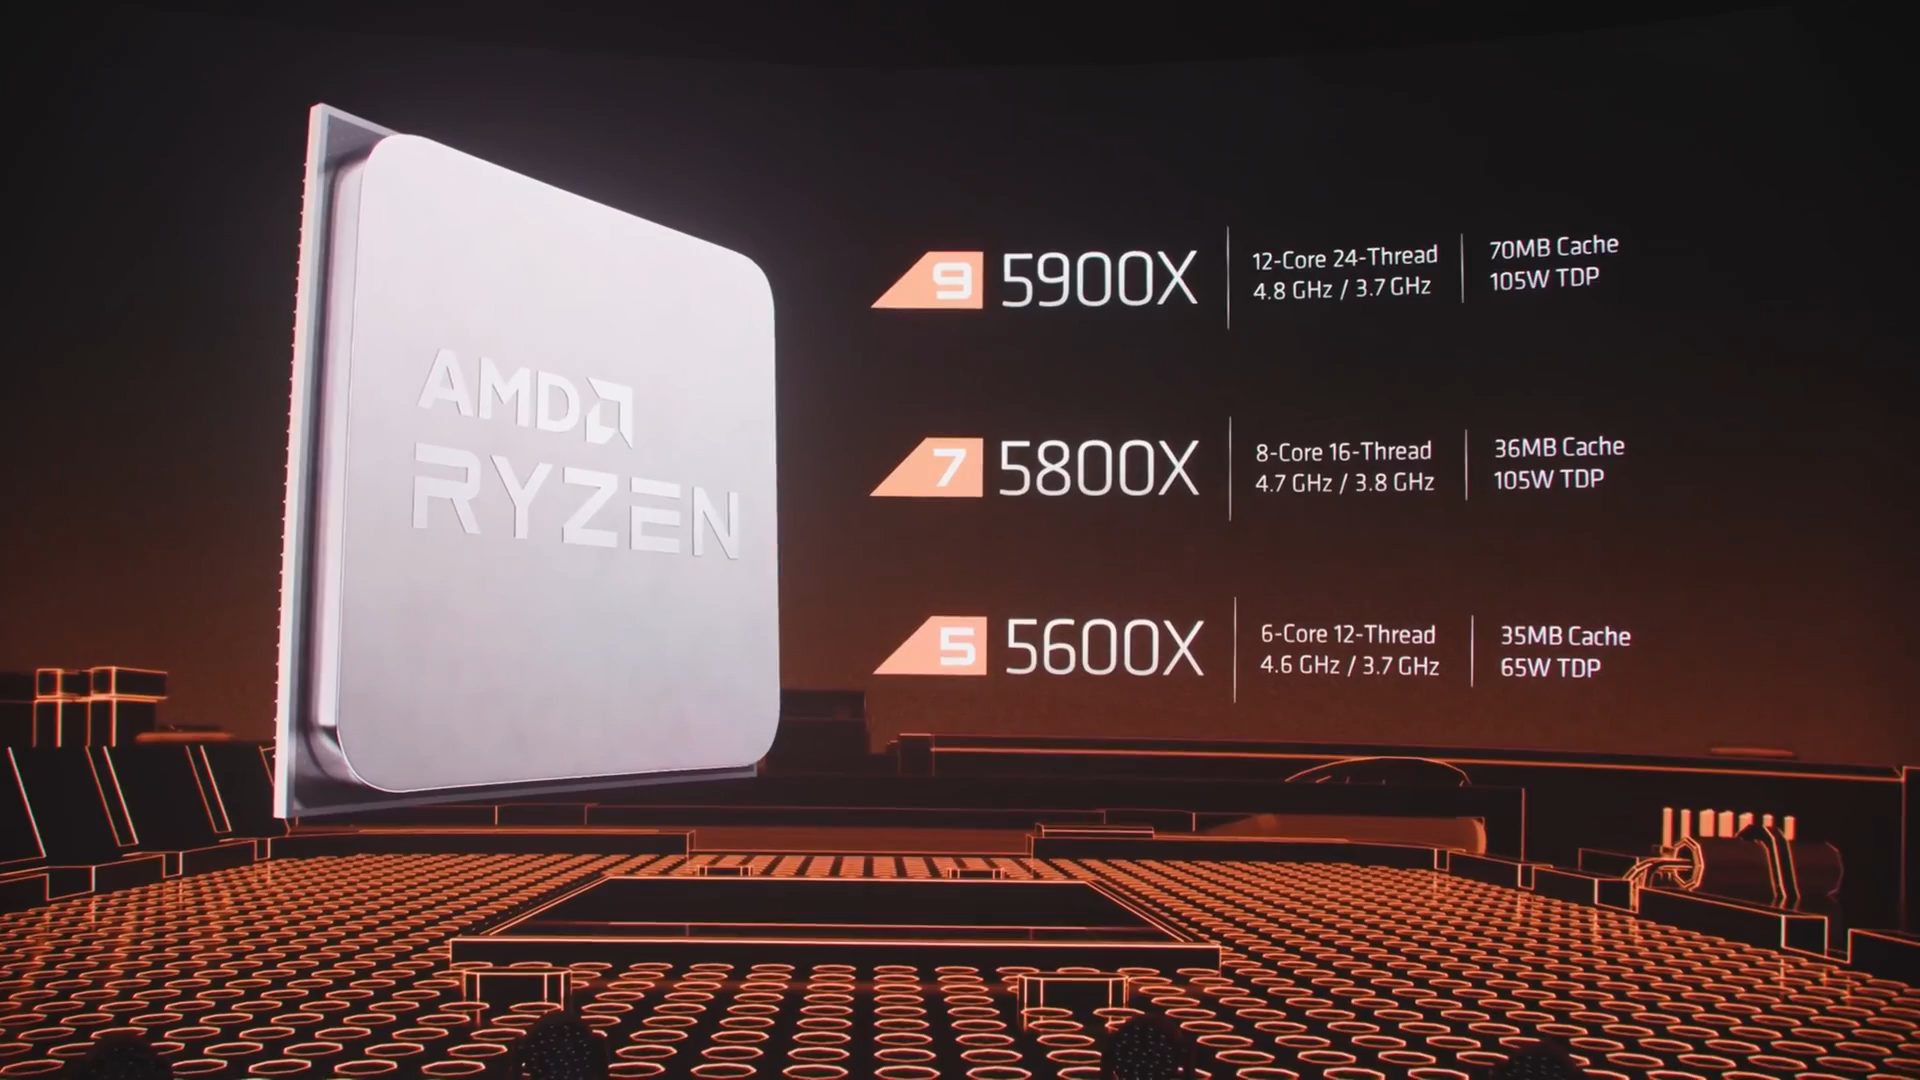 AMD
RYZEN
9 5900X
12-Core 24-Thread
4.8 GHz / 3.7 GHz
70MB Cache
105W TDP
7 5800X
8-Core 16-Thread
4.7 GHz / 3.8 GHz
36MB Cache
105W TDP
5 5600X
6-Core 12-Thread
4.6 GHz / 3.7 GHz
35MB Cache
65W TDP